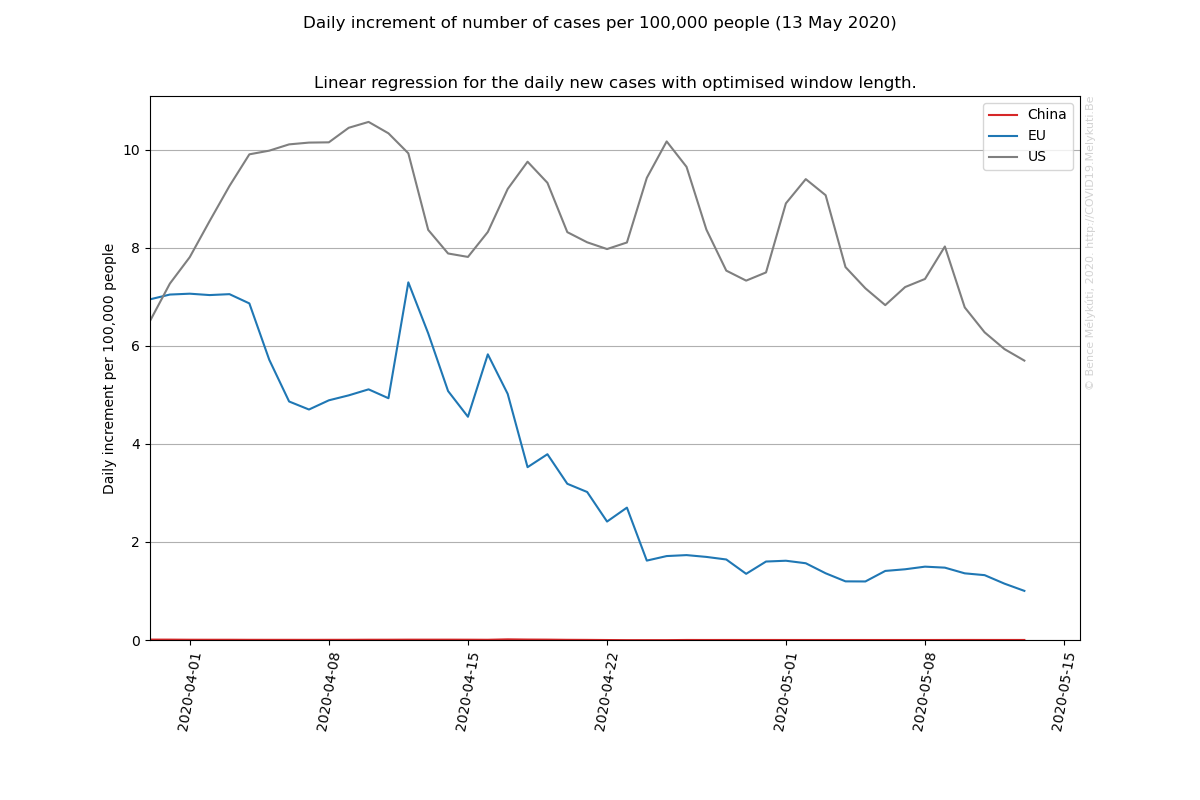 Daily increment of number of cases per 100,000 people (13 May 2020)
Linear regression for the daily new cases with optimised window length.
China
EU
US
10
8
6
4
2
0
Daily increment per 100,000 people
2020-04-01
2020-04-08
2020-04-15
2020-04-22
2020-05-01
2020-05-08
2020-05-15
© Bence Mélykúti, 2020. http://COVID19.Melykuti.Be